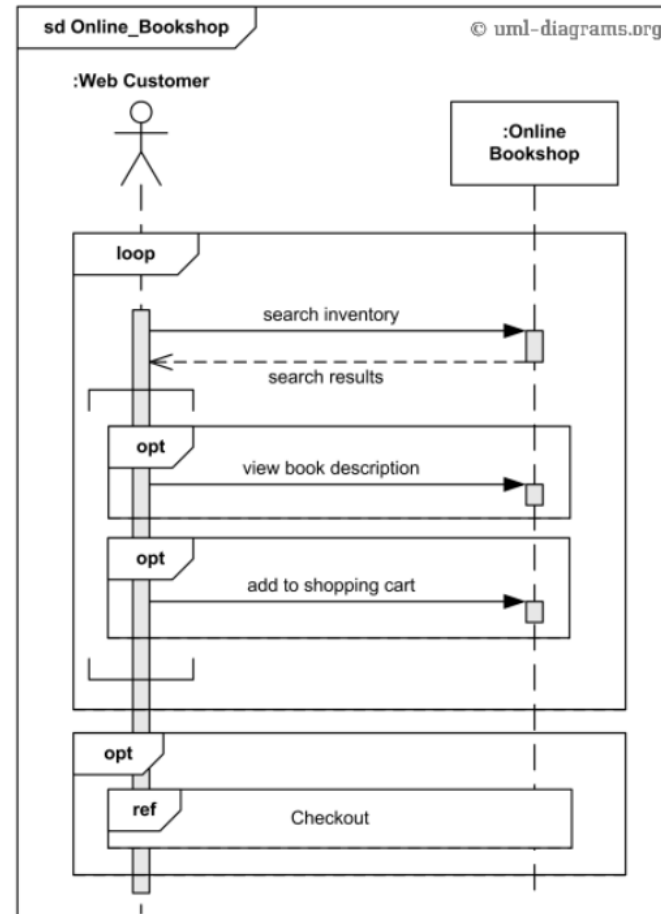 sd Online_Bookshop
© uml-diagrams.org
:Web Customer
:Online
Bookshop
loop
search inventory
search results
opt
view book description
opt
add to shopping cart
opt
ref
Checkout